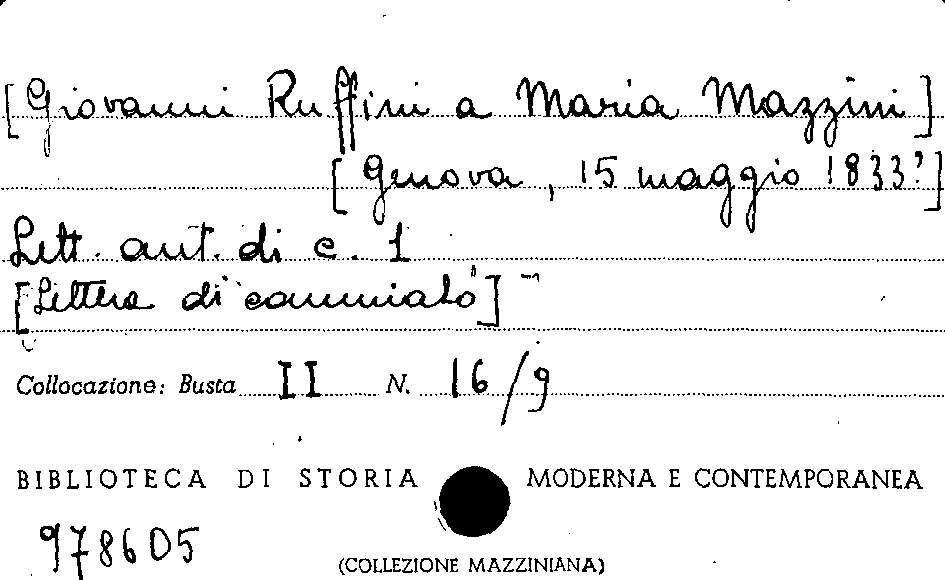 [Giovanni Ruffini a Maria Mazzini]
[Genova, 15 maggio 1833?]
Lett. aut. di c. 1
[Lettera di commiato]
Collocazione: Busta II N. 16/9
BIBLIOTECA DI STORIA MODERNA E CONTEMPORANEA
978605
(COLLEZIONE MAZZINIANA)